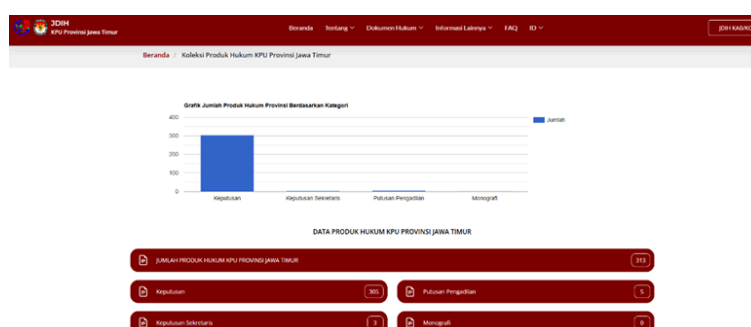 JDIH
KPU Provinsi Jawa Timur
Beranda Tentang Dokumen Hukum Informasi Lainnya FAQ ID
JDIH KAB/KO
Beranda / Koleksi Produk Hukum KPU Provinsi Jawa Timur
Grafik Jumlah Produk Hukum Provinsi Berdasarkan Kategori
400
300
200
100
0
Jumlah
Keputusan Keputusan Sekretaris Putusan Pengadilan Monografi
DATA PRODUK HUKUM KPU PROVINSI JAWA TIMUR
JUMLAH PRODUK HUKUM KPU PROVINSI JAWA TIMUR 313
Keputusan 305 Putusan Pengadilan 5
Keputusan Sekretaris 3 Monografi 0